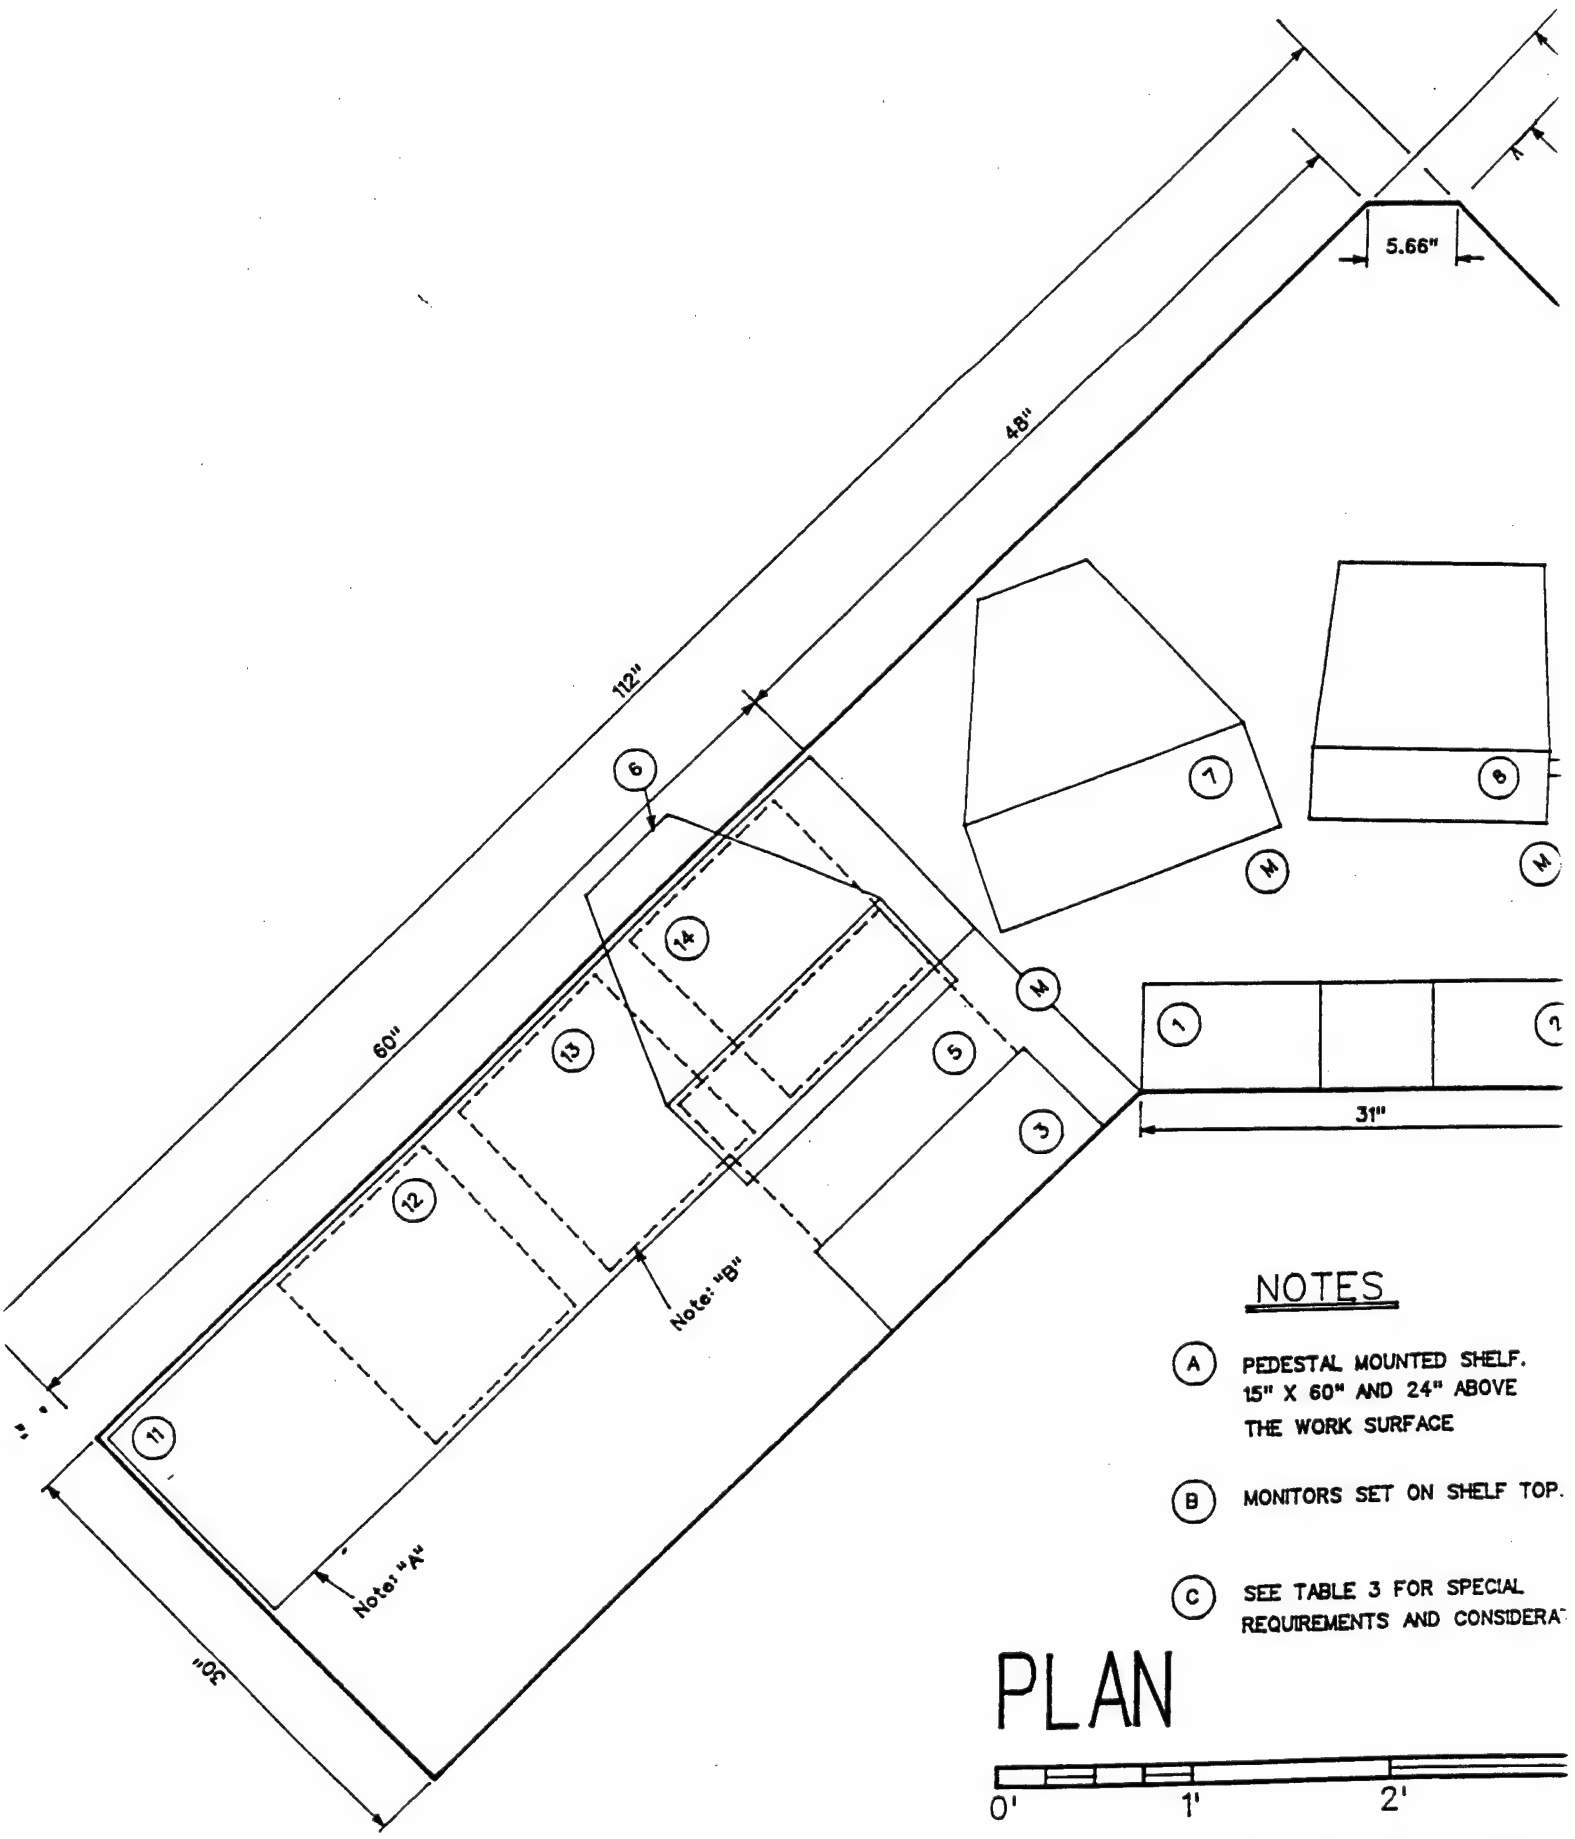 5.66"
48"
112"
6
7
8
M
M
14
60"
M
13
5
1
2
3
31"
12
Note: "B"
NOTES
A PEDESTAL MOUNTED SHELF.
15" X 60" AND 24" ABOVE
THE WORK SURFACE
11
B MONITORS SET ON SHELF TOP.
Note: "A"
C SEE TABLE 3 FOR SPECIAL
REQUIREMENTS AND CONSIDERA
30"
PLAN
0' 1' 2'